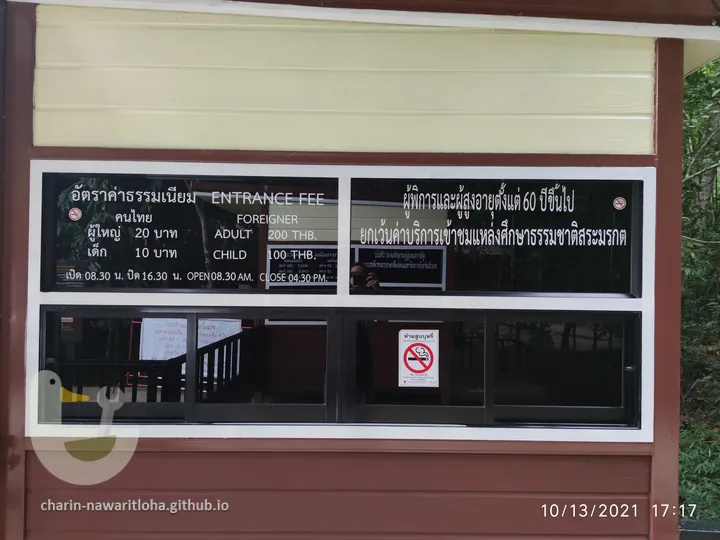 อัตราค่าธรรมเนียม ENTRANCE FEE
คนไทย FOREIGNER
ผู้ใหญ่ 20 บาท ADULT 200 THB.
เด็ก 10 บาท CHILD 100 THB.
เปิด 08.30 น. ปิด 16.30 น. OPEN 08.30 AM. CLOSE 04.30 PM.
ผู้พิการและผู้สูงอายุตั้งแต่ 60 ปีขึ้นไป
ยกเว้นค่าบริการเข้าชมแหล่งศึกษาธรรมชาติสระมรกต
ห้ามสูบบุหรี่
charin-nawaritloha.github.io
10/13/2021 17:17